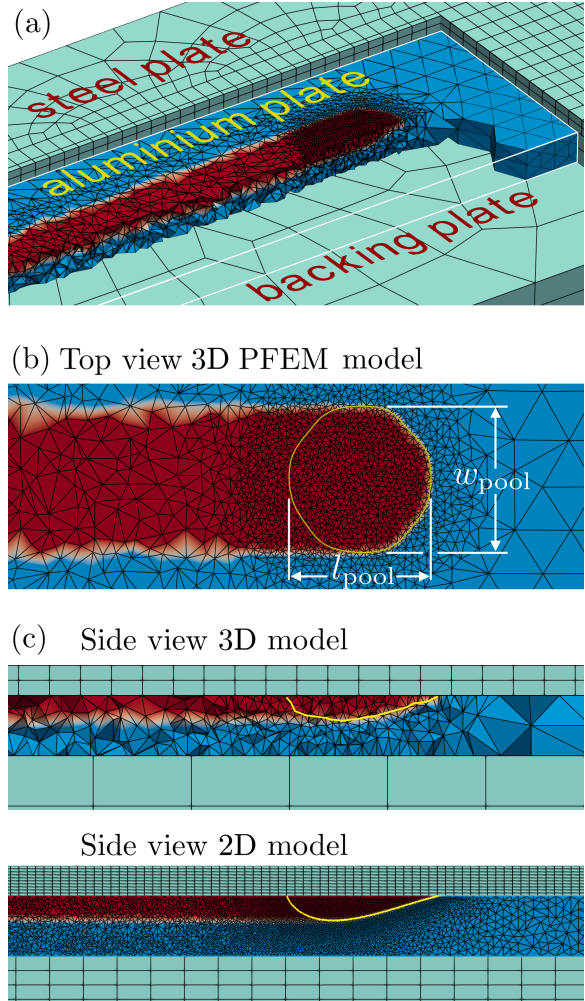 (a)
steel plate
aluminium plate
backing plate
(b) Top view 3D PFEM model
w_pool
l_pool
(c) Side view 3D model
Side view 2D model